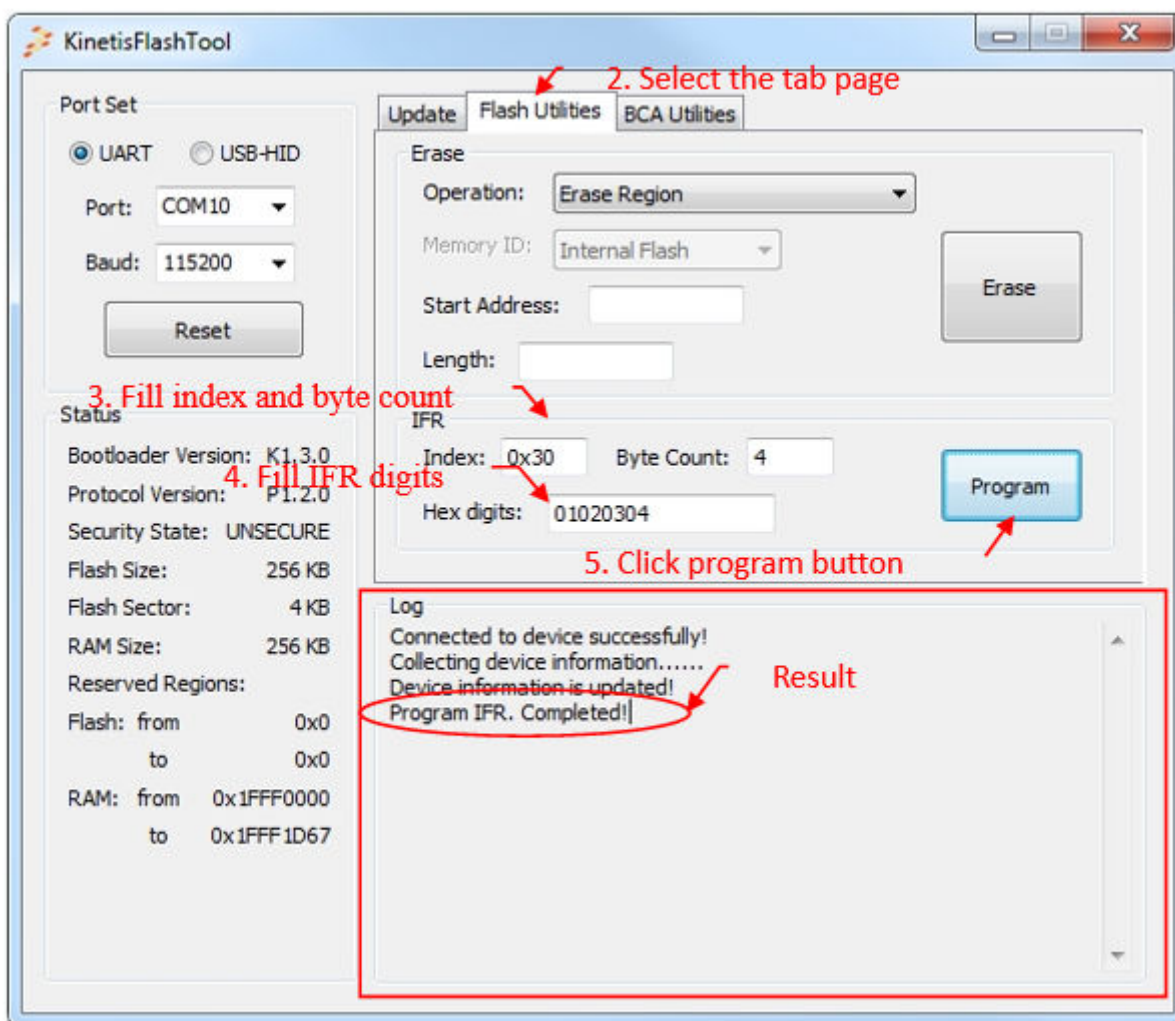 KinetisFlashTool
2. Select the tab page
Port Set
UART USB-HID
Port: COM10
Baud: 115200
Reset
Update Flash Utilities BCA Utilities
Erase
Operation: Erase Region
Memory ID: Internal Flash
Start Address:
Length:
Erase
3. Fill index and byte count
IFR
Index: 0x30 Byte Count: 4
4. Fill IFR digits
Hex digits: 01020304
Program
5. Click program button
Status
Bootloader Version: K1.3.0
Protocol Version: P1.2.0
Security State: UNSECURE
Flash Size: 256 KB
Flash Sector: 4 KB
RAM Size: 256 KB
Reserved Regions:
Flash: from 0x0
to 0x0
RAM: from 0x1FFF0000
to 0x1FFF1D67
Log
Connected to device successfully!
Collecting device information......
Device information is updated!
Program IFR. Completed!
Result